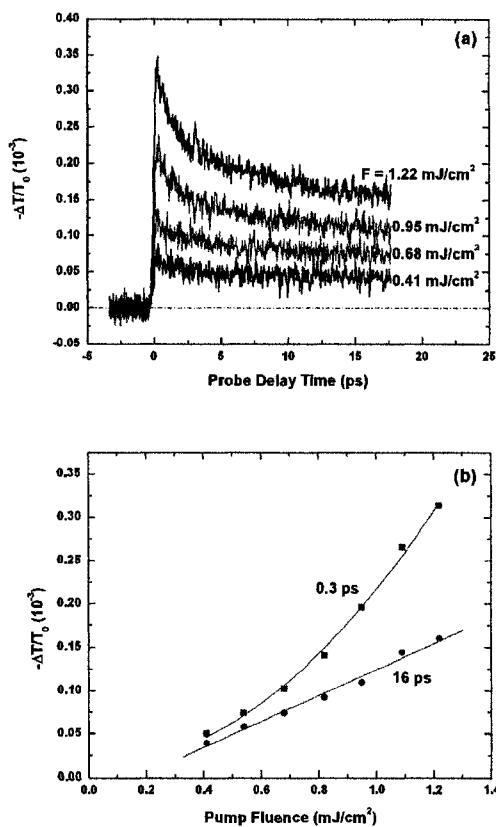 (a)
0.40
0.35
0.30
0.25
0.20
0.15
0.10
0.05
0.00
-0.05
-ΔT/T₀ (10⁻³)
F = 1.22 mJ/cm²
0.95 mJ/cm²
0.68 mJ/cm²
0.41 mJ/cm²
-5 0 5 10 15 20 25
Probe Delay Time (ps)
(b)
0.35
0.30
0.25
0.20
0.15
0.10
0.05
0.00
-ΔT/T₀ (10⁻³)
0.3 ps
16 ps
0.0 0.2 0.4 0.6 0.8 1.0 1.2 1.4
Pump Fluence (mJ/cm²)